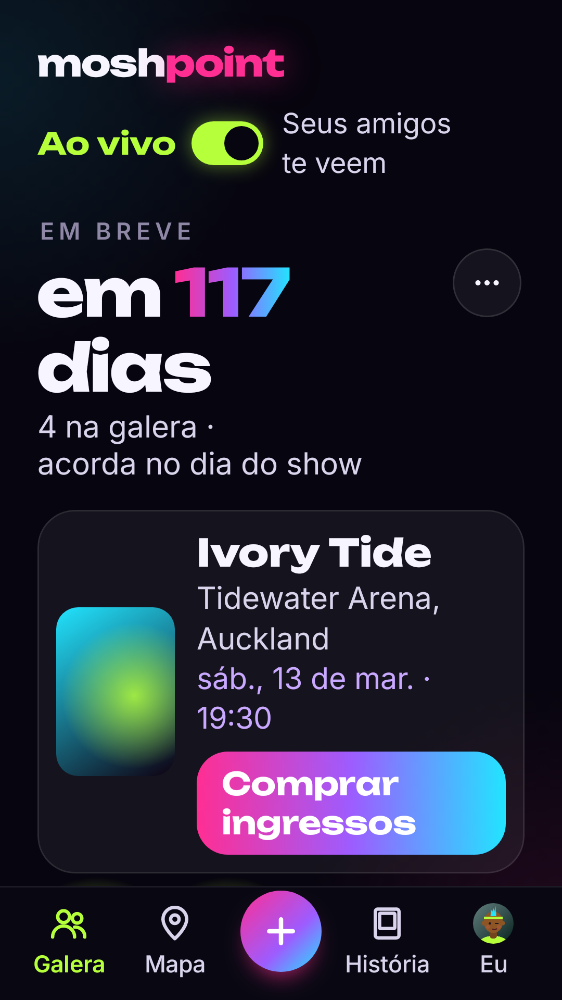 moshpoint
Ao vivo
Seus amigos
te veem
EM BREVE
em 117
dias
4 na galera ·
acorda no dia do show
Ivory Tide
Tidewater Arena,
Auckland
sáb., 13 de mar. ·
19:30
Comprar
ingressos
Galera
Mapa
História
Eu